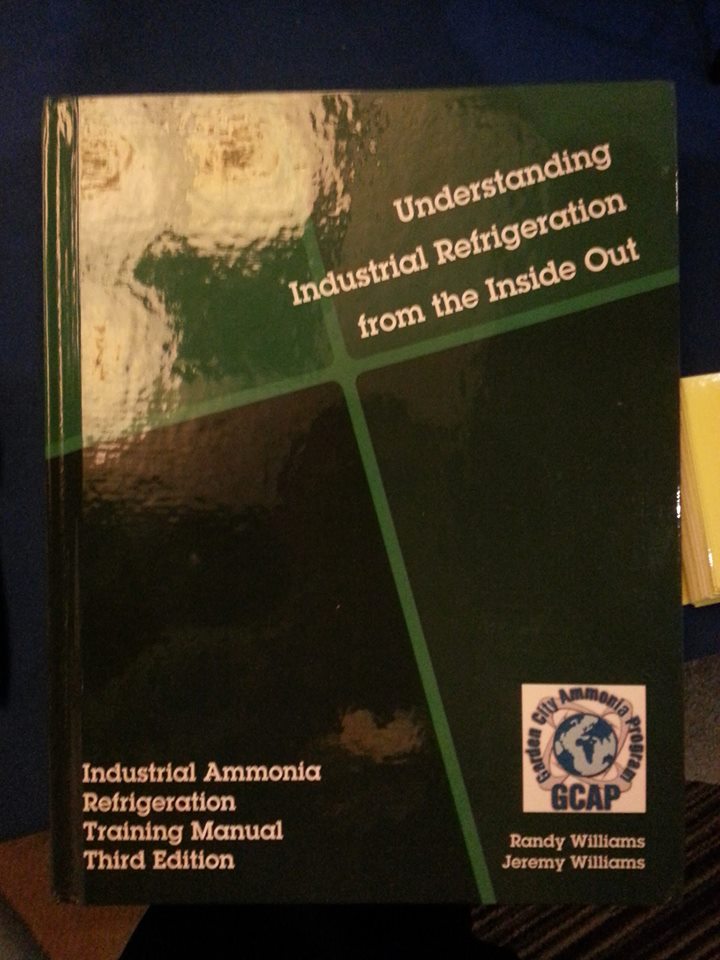 Understanding
Industrial Refrigeration
from the Inside Out
Garden City Ammonia Program
GCAP
Industrial Ammonia
Refrigeration
Training Manual
Third Edition
Randy Williams
Jeremy Williams